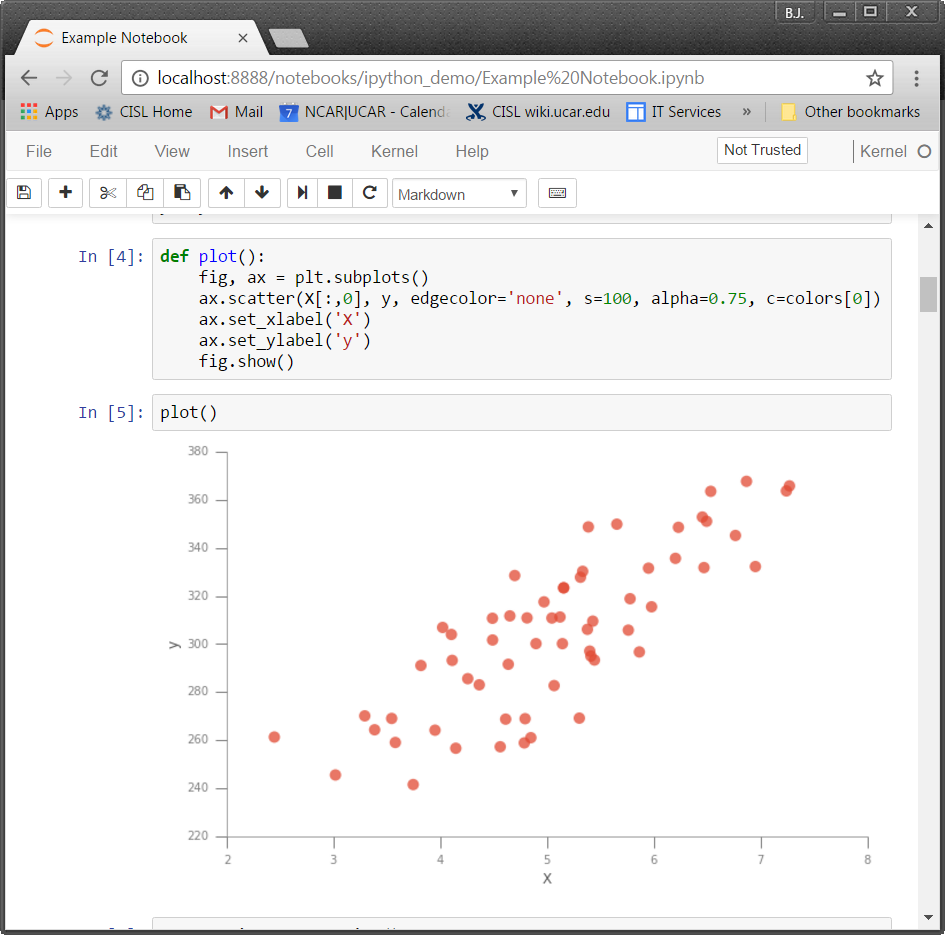 B.J.
Example Notebook
localhost:8888/notebooks/ipython_demo/Example%20Notebook.ipynb
Apps CISL Home Mail 7 NCAR|UCAR - Calenda CISL wiki.ucar.edu IT Services » Other bookmarks
File Edit View Insert Cell Kernel Help Not Trusted Kernel
Markdown
In [4]: def plot():
fig, ax = plt.subplots()
ax.scatter(X[:,0], y, edgecolor='none', s=100, alpha=0.75, c=colors[0])
ax.set_xlabel('X')
ax.set_ylabel('y')
fig.show()
In [5]: plot()
380
360
340
320
300
y
280
260
240
220
2 3 4 5 6 7 8
X